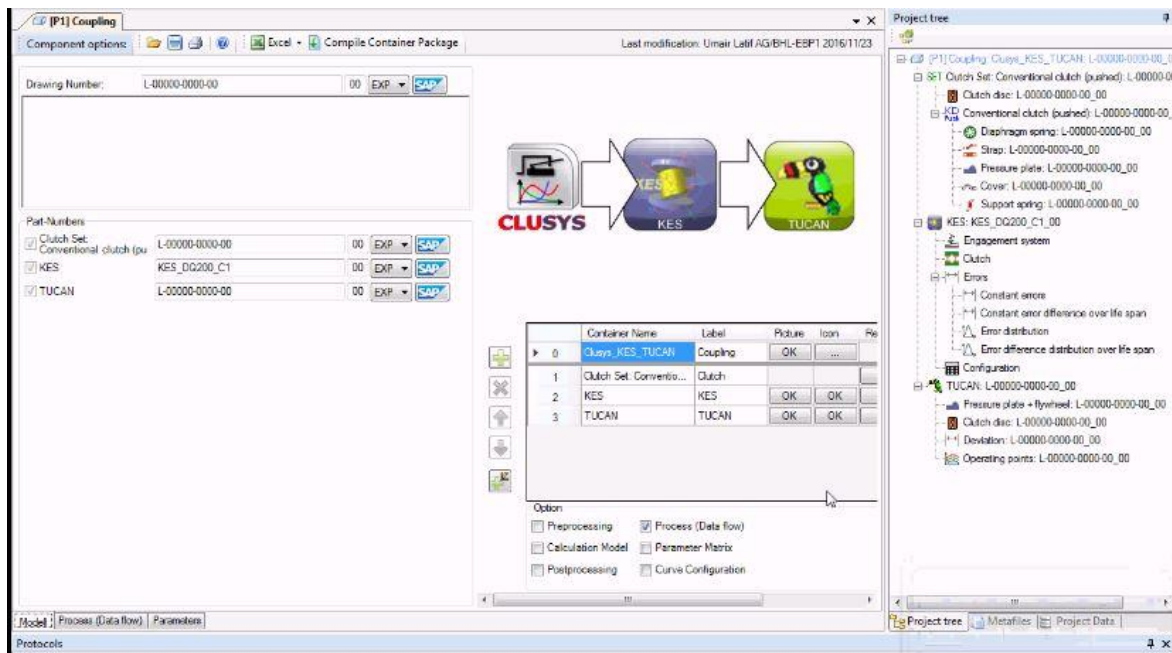 [P1] Coupling
Component options: Excel Compile Container Package Last modification: Umair Latif AG/BHL-EBP1 2016/11/23
Drawing Number: L-00000-0000-00 00 EXP SAP
Part-Numbers
Clutch Set:
Conventional clutch (pu L-00000-0000-00 00 EXP SAP
KES KES_DQ200_C1 00 EXP SAP
TUCAN L-00000-0000-00 00 EXP SAP
CLUSYS
KES
KES
TUCAN
Container Name Label Picture Icon Re
0 Clusys_KES_TUCAN Coupling OK ...
1 Clutch Set: Conventio... Clutch
2 KES KES OK OK
3 TUCAN TUCAN OK OK
Option
Preprocessing Process (Data flow)
Calculation Model Parameter Matrix
Postprocessing Curve Configuration
Modell Process (Data flow) Parameters
Protocols
Project tree
[P1] Coupling: Clusys_KES_TUCAN: L-00000-0000-00_0
SET Clutch Set: Conventional clutch (pushed): L-00000-0
Clutch disc: L-00000-0000-00_00
Conventional clutch (pushed): L-00000-0000-00_
Diaphragm spring: L-00000-0000-00_00
Strap: L-00000-0000-00_00
Pressure plate: L-00000-0000-00_00
Cover: L-00000-0000-00_00
Support spring: L-00000-0000-00_00
KES: KES_DQ200_C1_00
Engagement system
Clutch
Errors
Constant errors
Constant error difference over life span
Error distribution
Error difference distribution over life span
Configuration
TUCAN: L-00000-0000-00_00
Pressure plate + flywheel: L-00000-0000-00_00
Clutch disc: L-00000-0000-00_00
Deviation: L-00000-0000-00_00
Operating points: L-00000-0000-00_00
Project tree Metafiles Project Data